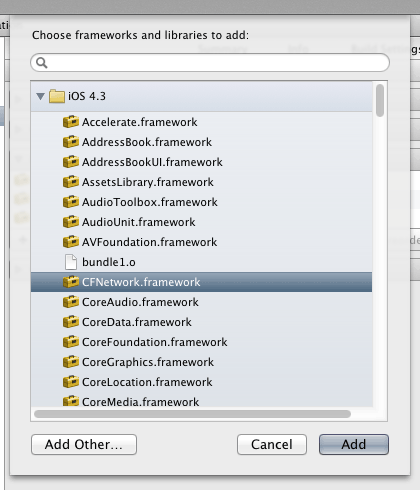 Choose frameworks and libraries to add:
iOS 4.3
Accelerate.framework
AddressBook.framework
AddressBookUI.framework
AssetsLibrary.framework
AudioToolbox.framework
AudioUnit.framework
AVFoundation.framework
bundle1.o
CFNetwork.framework
CoreAudio.framework
CoreData.framework
CoreFoundation.framework
CoreGraphics.framework
CoreLocation.framework
CoreMedia.framework
Add Other...
Cancel
Add